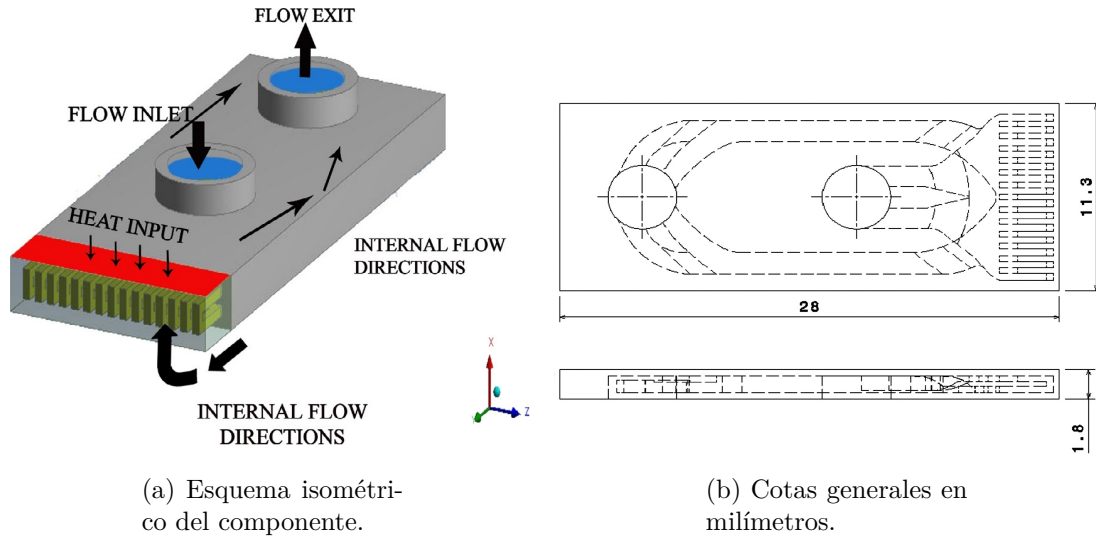 FLOW EXIT
FLOW INLET
HEAT INPUT
INTERNAL FLOW
DIRECTIONS
INTERNAL FLOW
DIRECTIONS
X
Y
Z
(a) Esquema isométri-
co del componente.
11.3
28
1.8
(b) Cotas generales en
milímetros.